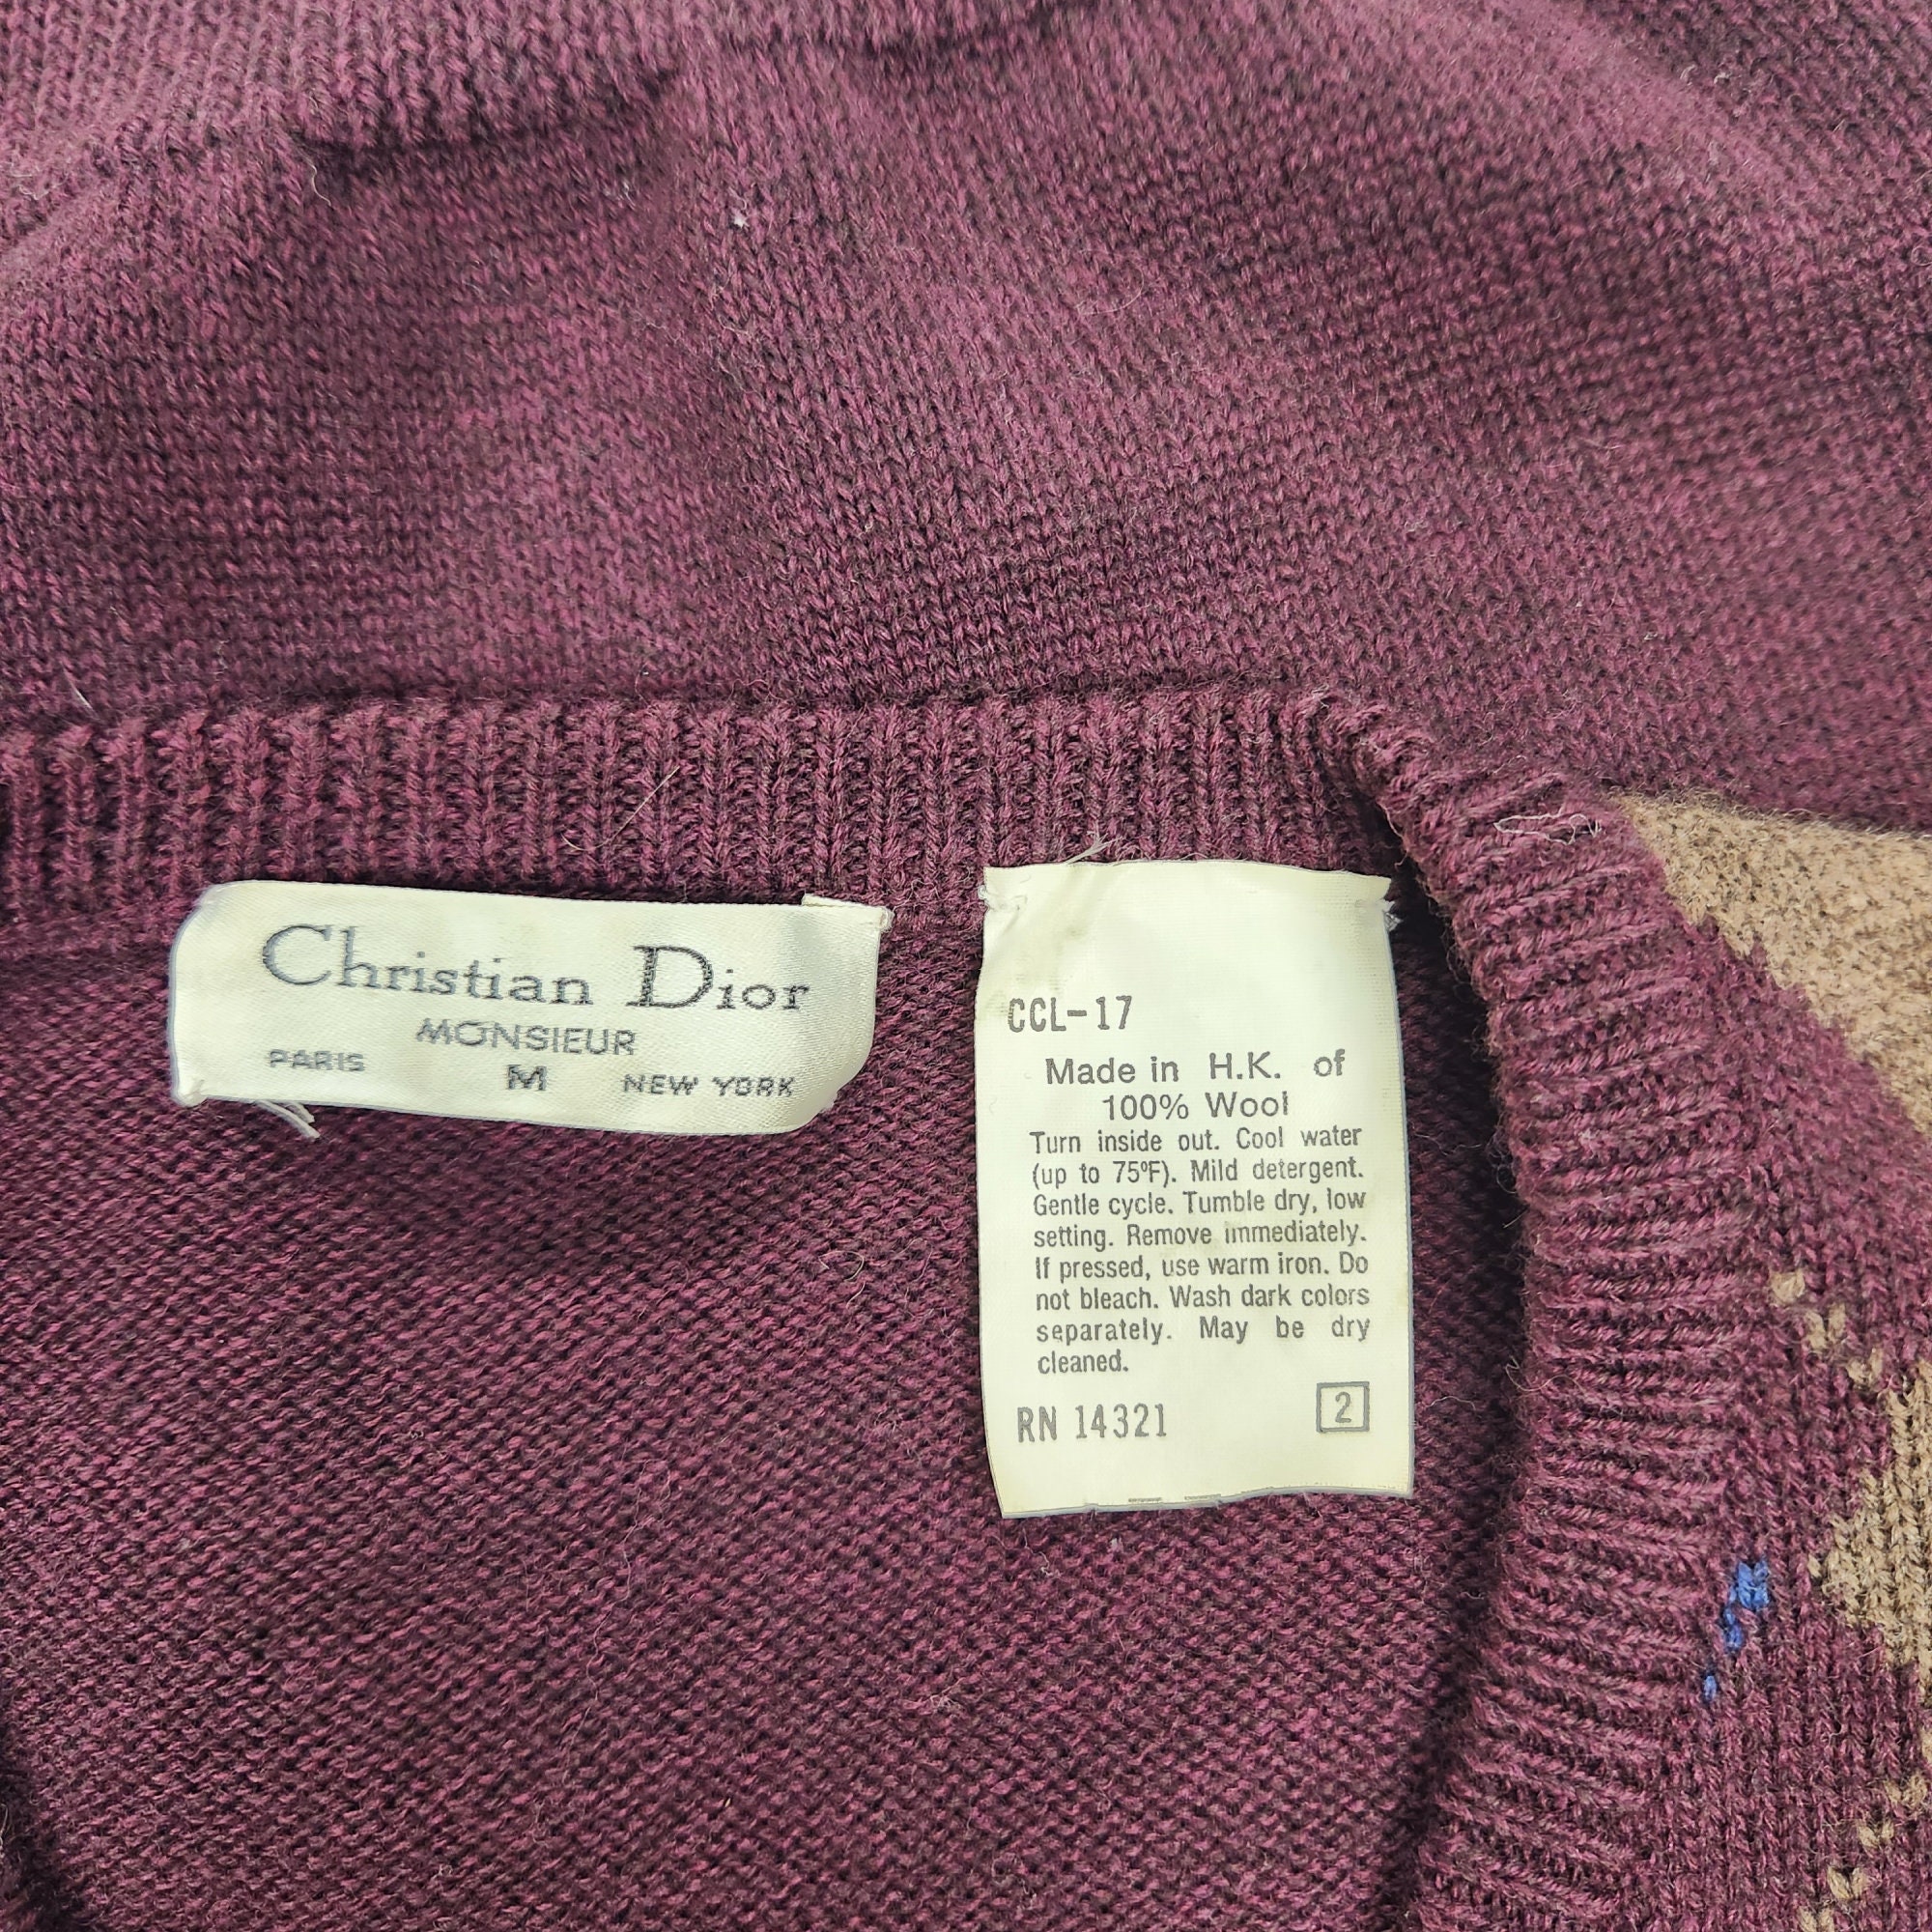 Christian Dior
MONSIEUR
PARIS M NEW YORK
CCL-17
Made in H.K. of
100% Wool
Turn inside out. Cool water
(up to 75°F). Mild detergent.
Gentle cycle. Tumble dry, low
setting. Remove immediately.
If pressed, use warm iron. Do
not bleach. Wash dark colors
separately. May be dry
cleaned.
RN 14321 2